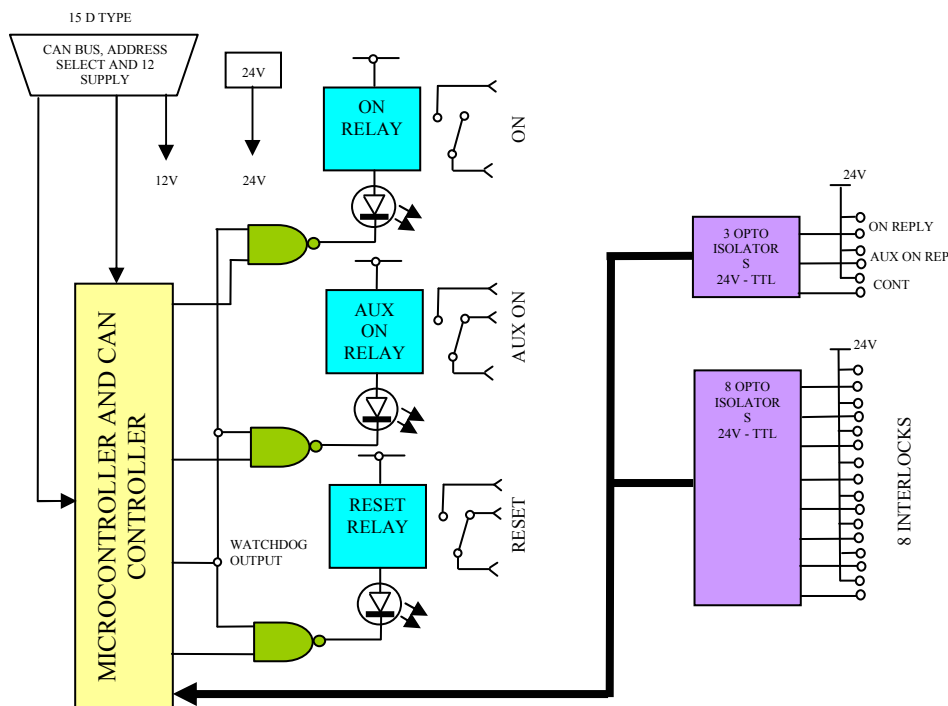 15 D TYPE
CAN BUS, ADDRESS
SELECT AND 12
SUPPLY
24V
12V
24V
ON
RELAY
ON
AUX
ON
RELAY
AUX ON
RESET
RELAY
RESET
WATCHDOG
OUTPUT
MICROCONTROLLER AND CAN
CONTROLLER
3 OPTO
ISOLATOR
S
24V - TTL
24V
ON REPLY
AUX ON REP
CONT
8 OPTO
ISOLATOR
S
24V - TTL
24V
8 INTERLOCKS